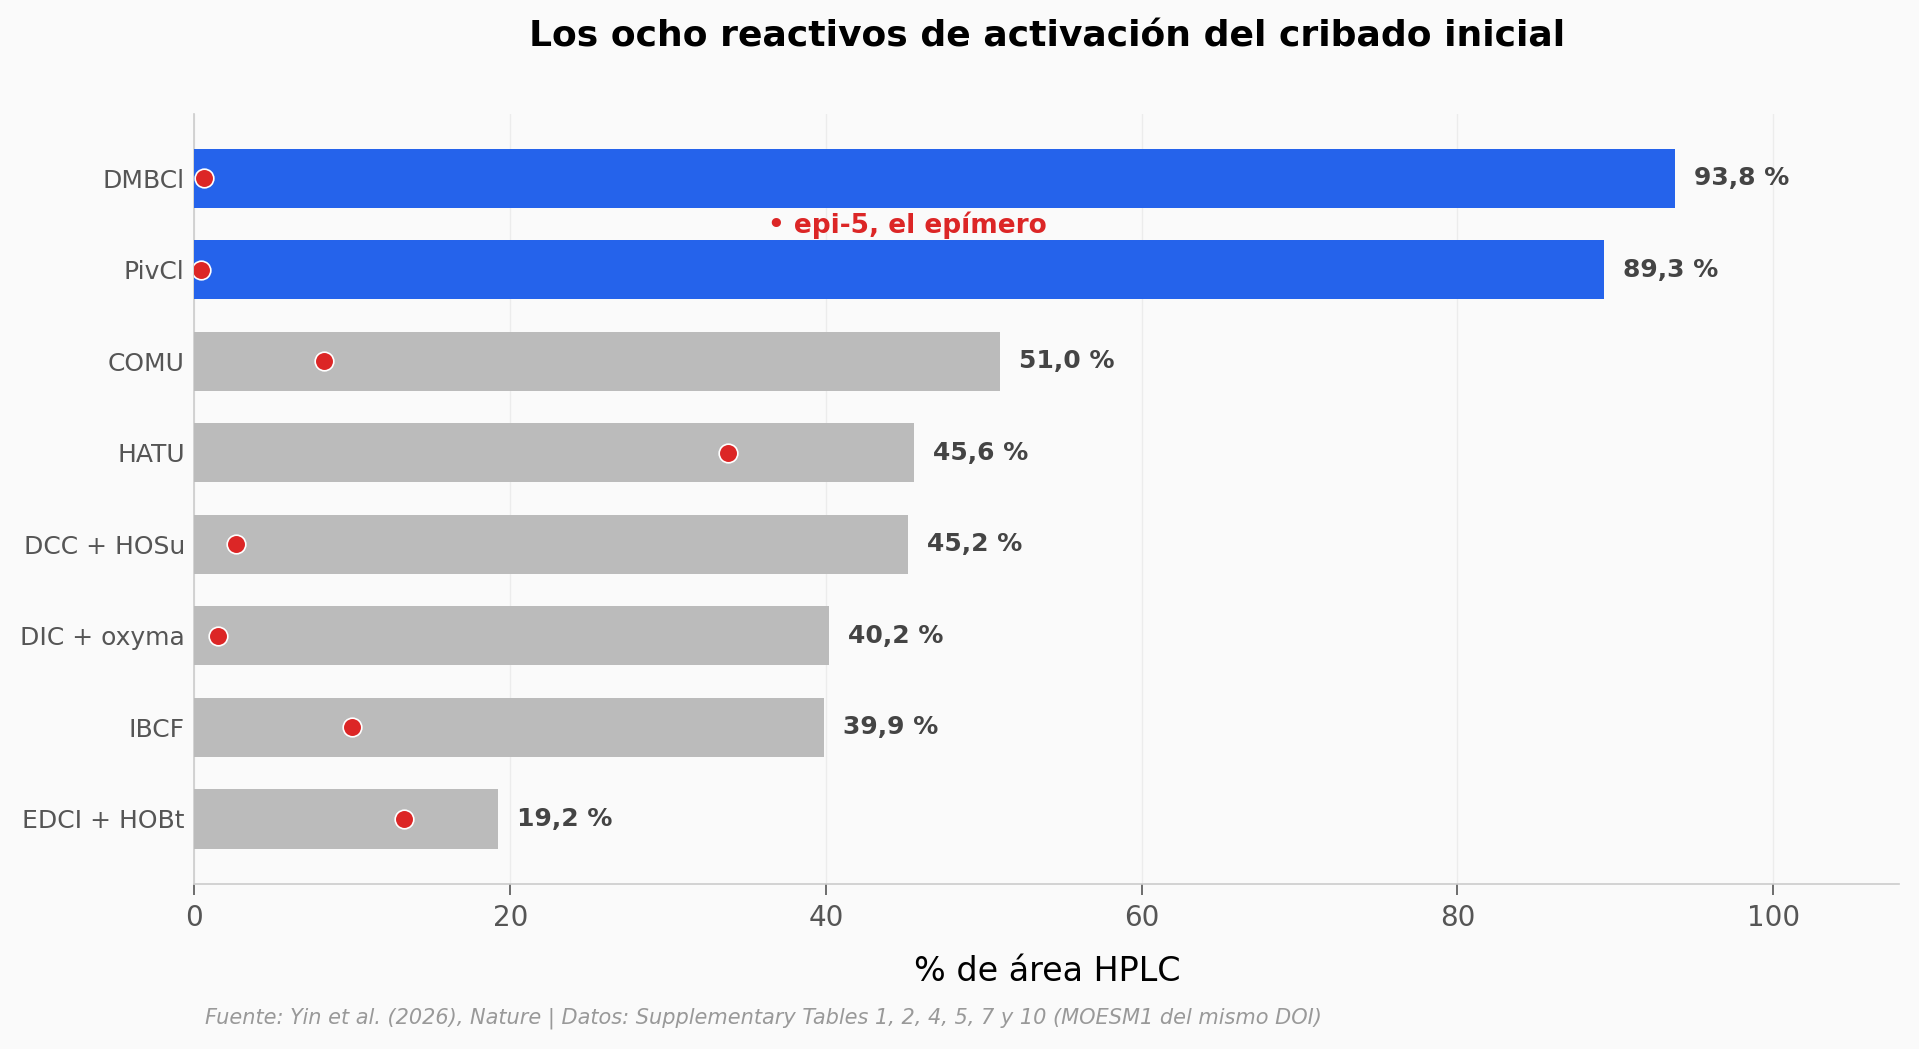 Los ocho reactivos de activación del cribado inicial
DMBCl
93,8 %
• epi-5, el epímero
PivCl
89,3 %
COMU
51,0 %
HATU
45,6 %
DCC + HOSu
45,2 %
DIC + oxyma
40,2 %
IBCF
39,9 %
EDCI + HOBt
19,2 %
0 20 40 60 80 100
% de área HPLC
Fuente: Yin et al. (2026), Nature | Datos: Supplementary Tables 1, 2, 4, 5, 7 y 10 (MOESM1 del mismo DOI)